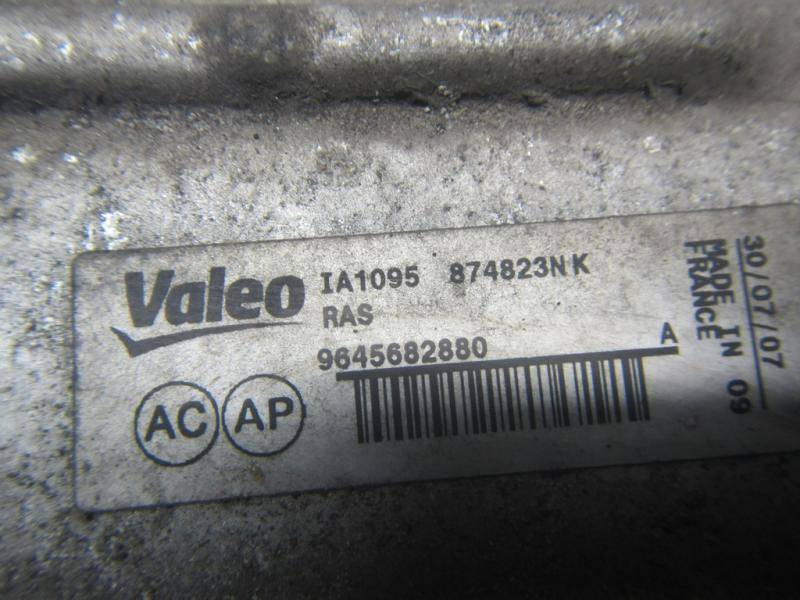 Valeo
IA1095 874823NK
RAS
9645682880 A
AC AP
30/07/07
MADE IN 09
FRANCE